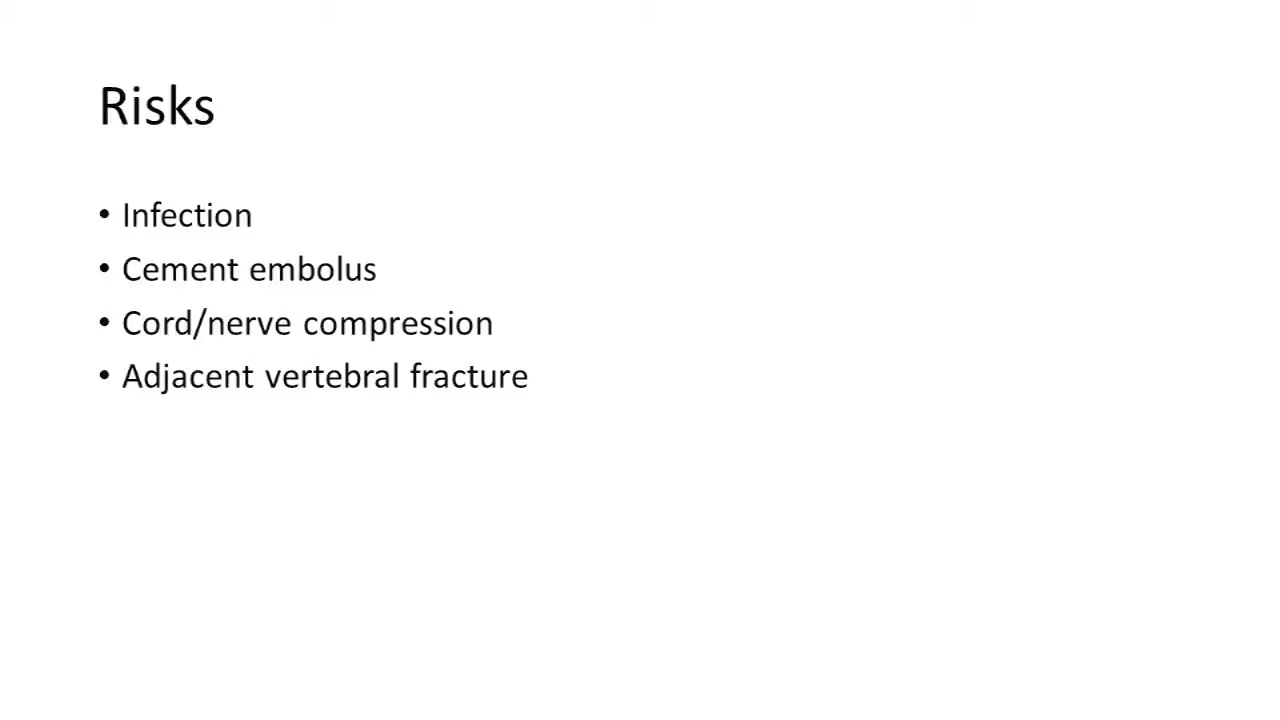 Risks
• Infection
• Cement embolus
• Cord/nerve compression
• Adjacent vertebral fracture